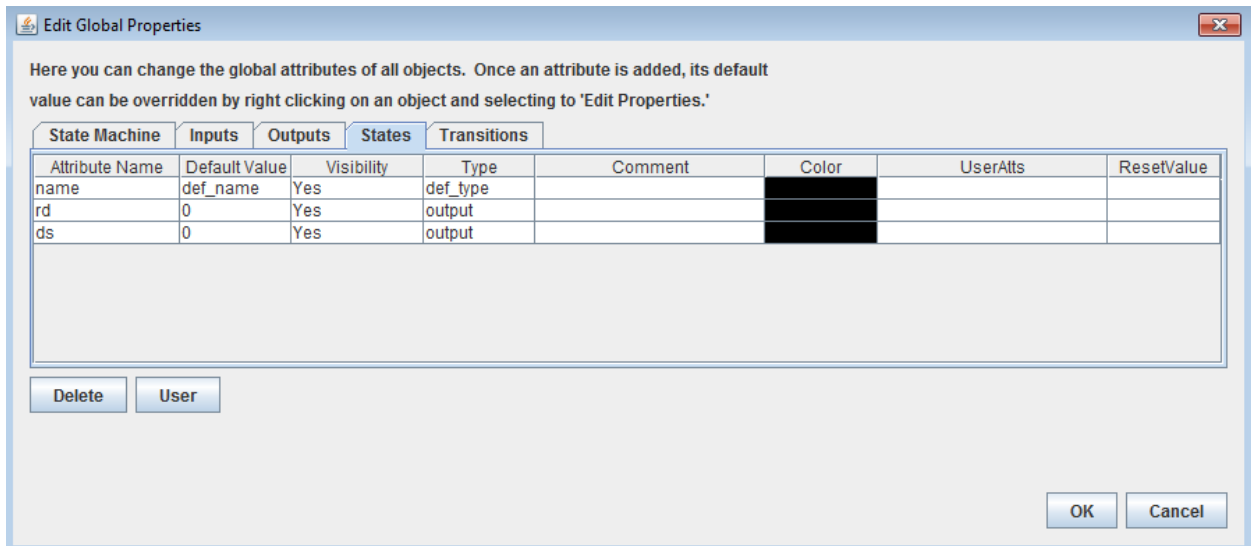 Edit Global Properties
Here you can change the global attributes of all objects. Once an attribute is added, its default
value can be overridden by right clicking on an object and selecting to 'Edit Properties.'
State Machine Inputs Outputs States Transitions
Attribute Name Default Value Visibility Type Comment Color UserAtts ResetValue
name def_name Yes def_type
rd 0 Yes output
ds 0 Yes output
Delete User
OK Cancel